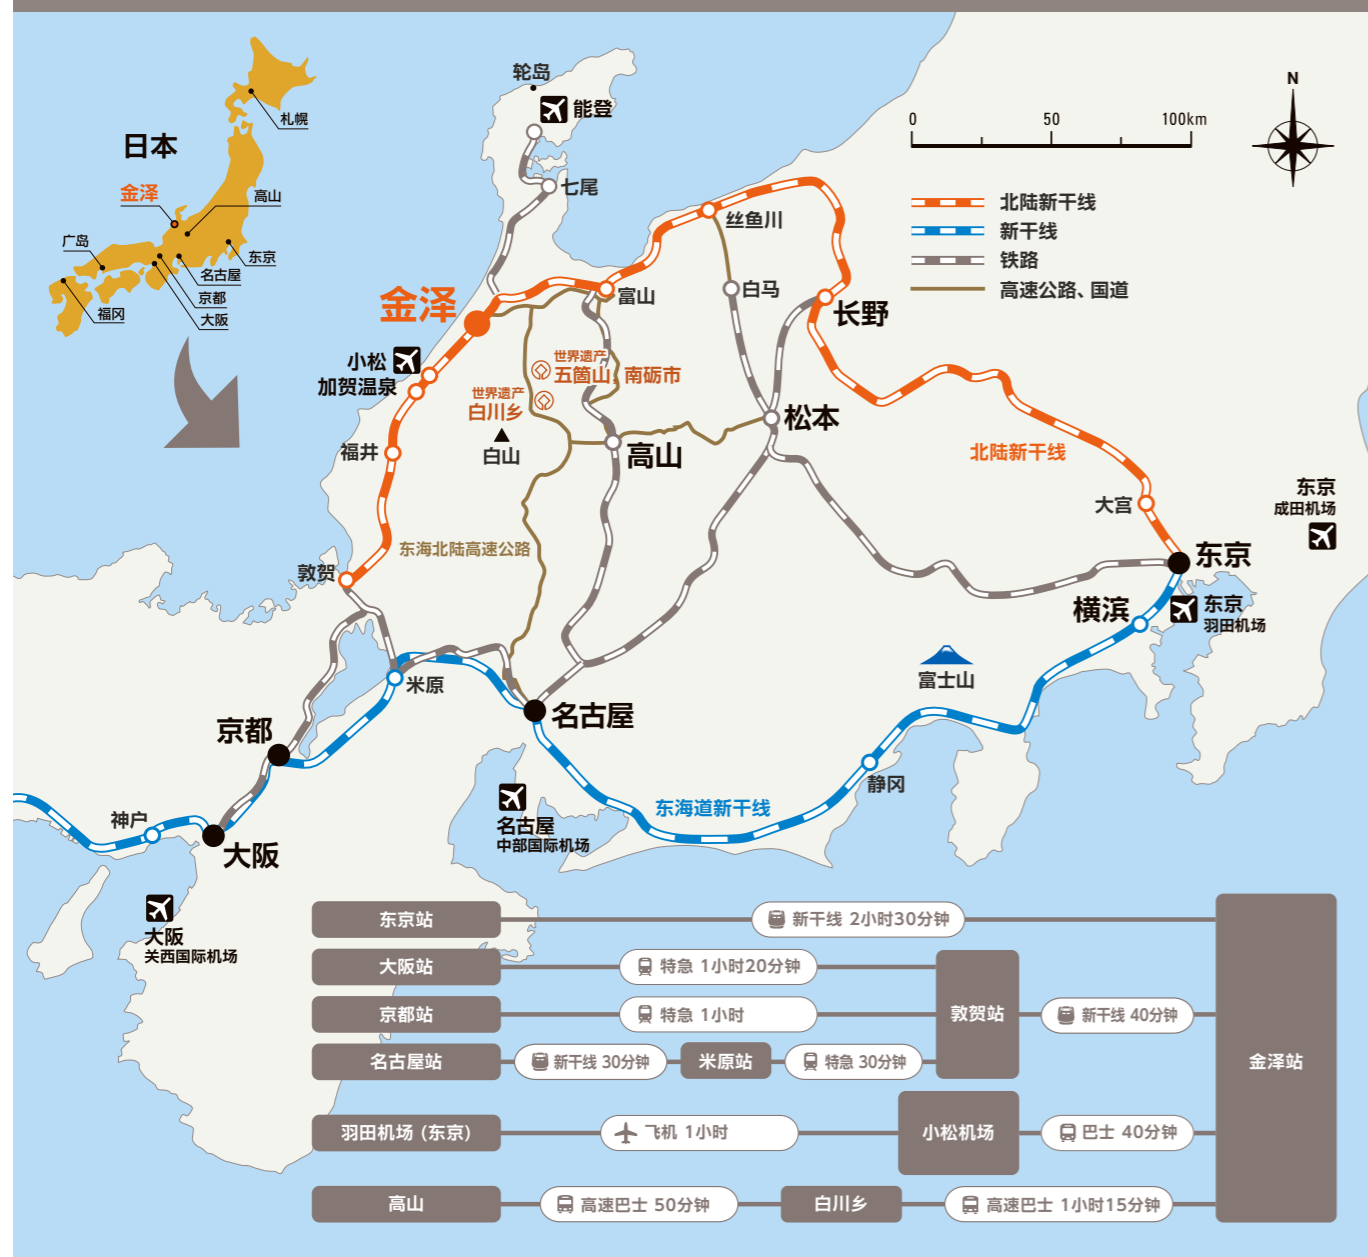 日本
札幌
金泽
高山
广岛
东京
名古屋
京都
大阪
福冈
轮岛
能登
七尾
0 50 100km
N
北陆新干线
新干线
铁路
高速公路、国道
丝鱼川
白马
富山
长野
金泽
小松
加贺温泉
世界遗产
五箇山, 南砺市
世界遗产
白川乡
白山
福井
高山
松本
北陆新干线
大宫
东京
成田机场
东海北陆高速公路
敦贺
东京
横滨
东京
羽田机场
富士山
米原
名古屋
京都
静冈
神户
大阪
东海道新干线
名古屋
中部国际机场
大阪
关西国际机场
东京站 新干线 2小时30分钟
大阪站 特急 1小时20分钟
京都站 特急 1小时 敦贺站 新干线 40分钟
名古屋站 新干线 30分钟 米原站 特急 30分钟 金泽站
羽田机场 (东京) 飞机 1小时 小松机场 巴士 40分钟
高山 高速巴士 50分钟 白川乡 高速巴士 1小时15分钟